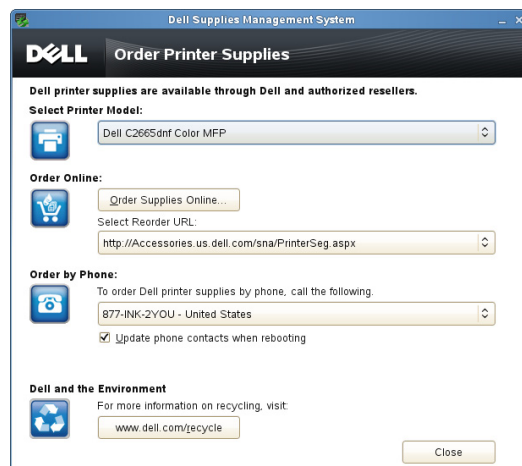 Dell Supplies Management System
DELL Order Printer Supplies
Dell printer supplies are available through Dell and authorized resellers.
Select Printer Model:
Dell C2665dnf Color MFP
Order Online:
Order Supplies Online...
Select Reorder URL:
http://Accessories.us.dell.com/sna/PrinterSeg.aspx
Order by Phone:
To order Dell printer supplies by phone, call the following.
877-INK-2YOU - United States
Update phone contacts when rebooting
Dell and the Environment
For more information on recycling, visit:
www.dell.com/recycle
Close